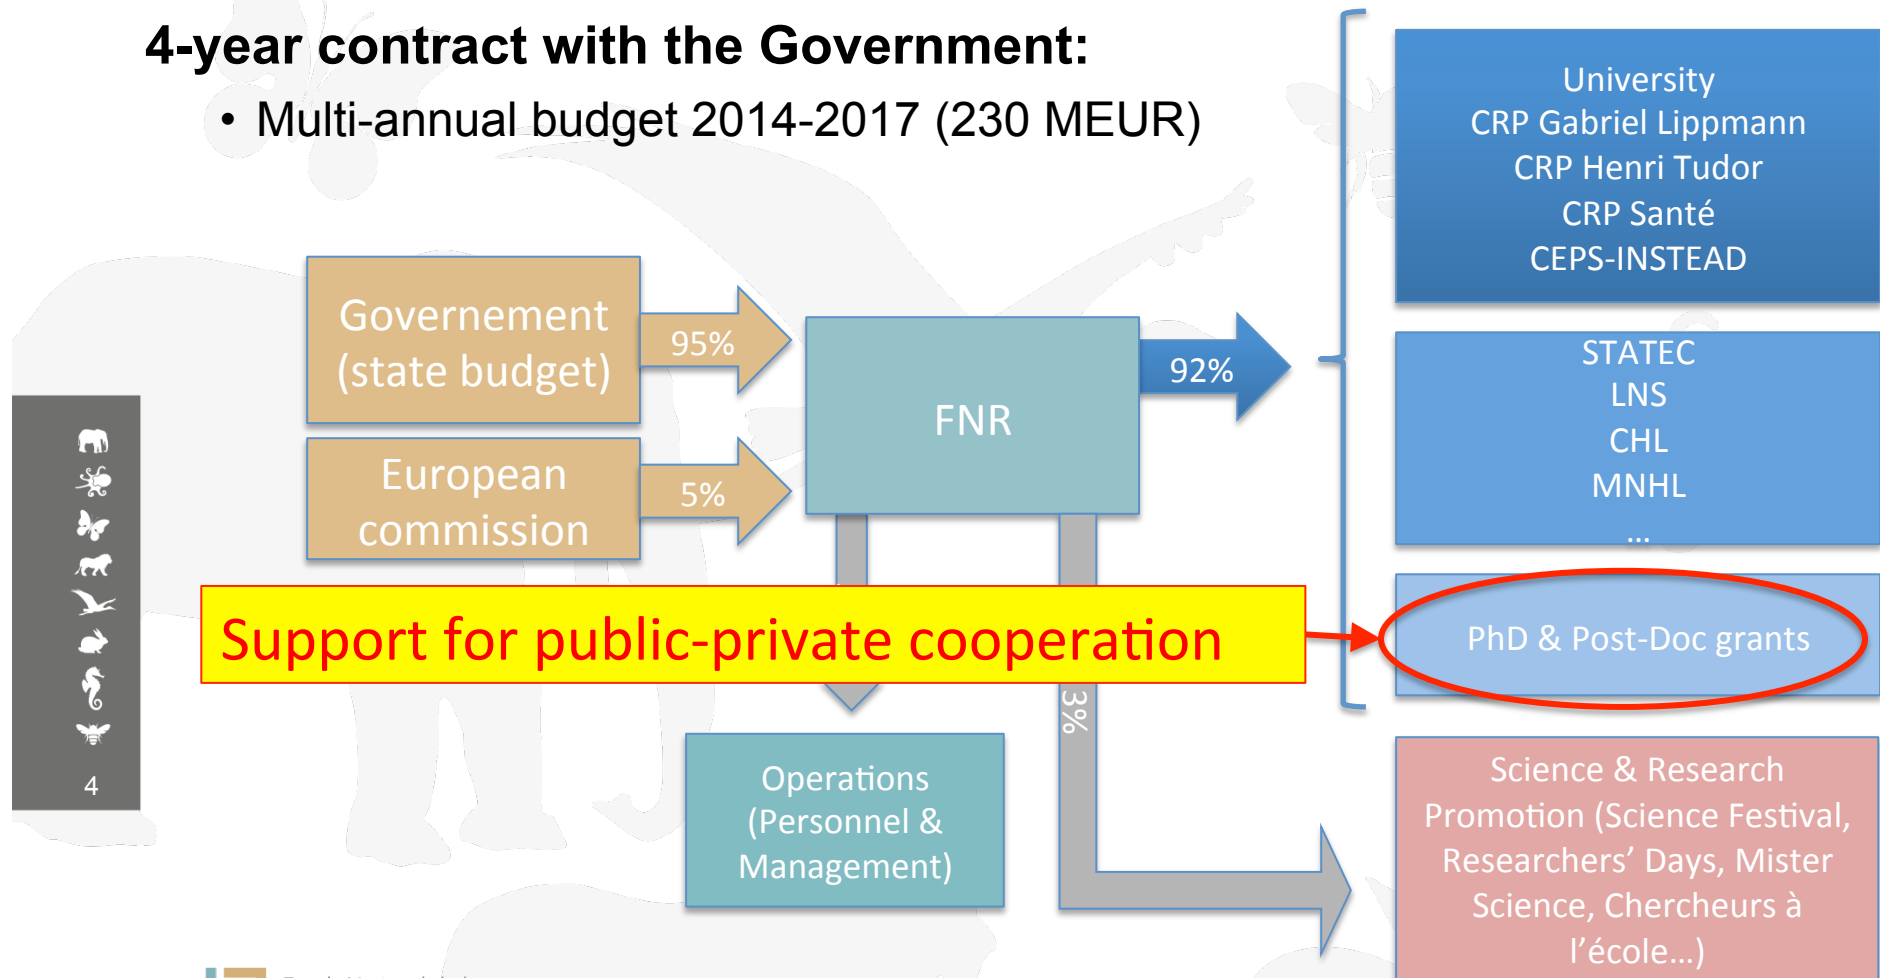 4-year contract with the Government:
• Multi-annual budget 2014-2017 (230 MEUR)
University
CRP Gabriel Lippmann
CRP Henri Tudor
CRP Santé
CEPS-INSTEAD
Governement
(state budget)
95%
FNR
92%
STATEC
LNS
CHL
MNHL
...
European
commission
5%
Support for public-private cooperation
PhD & Post-Doc grants
3%
Operations
(Personnel &
Management)
Science & Research
Promotion (Science Festival,
Researchers’ Days, Mister
Science, Chercheurs à
l’école...)
4